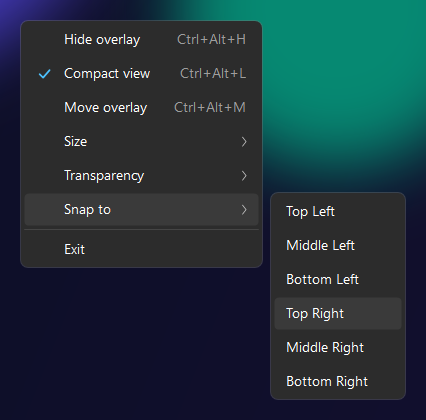 Hide overlay Ctrl+Alt+H
Compact view Ctrl+Alt+L
Move overlay Ctrl+Alt+M
Size
Transparency
Snap to
Exit
Top Left
Middle Left
Bottom Left
Top Right
Middle Right
Bottom Right